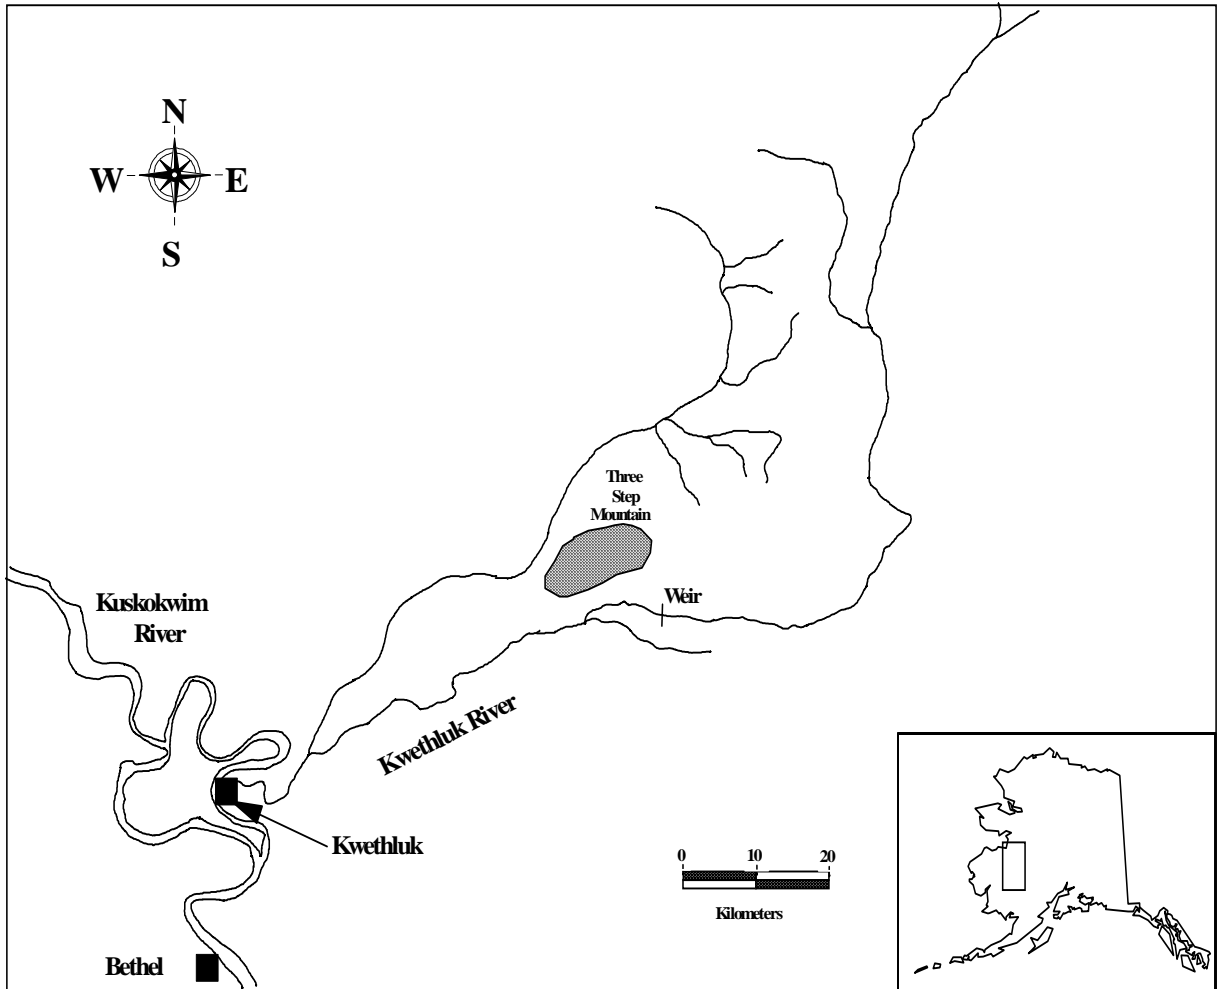 N
W E
S
Three
Step
Mountain
Weir
Kuskokwim
River
Kwethluk River
Kwethluk
0 10 20
Kilometers
Bethel